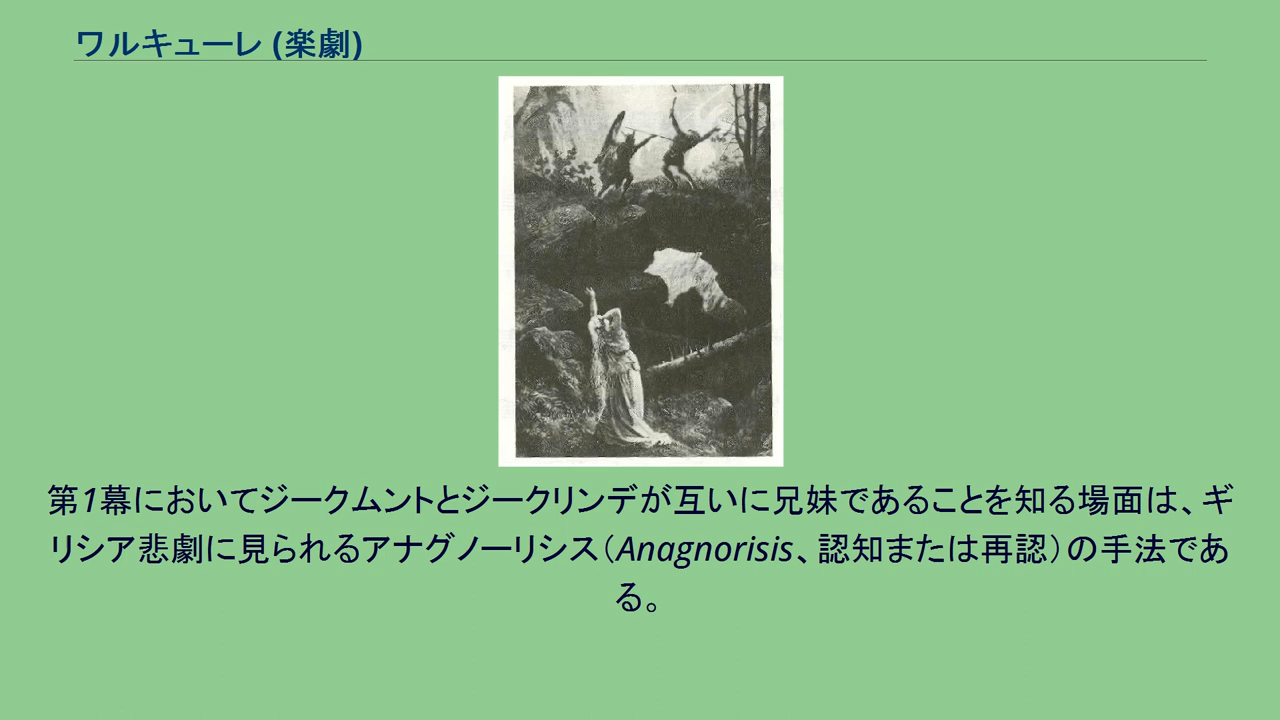 ワルキューレ (楽劇)
第1幕においてジークムントとジークリンデが互いに兄妹であることを知る場面は、ギ
リシア悲劇に見られるアナグノーリシス（Anagnorisis、認知または再認）の手法であ
る。